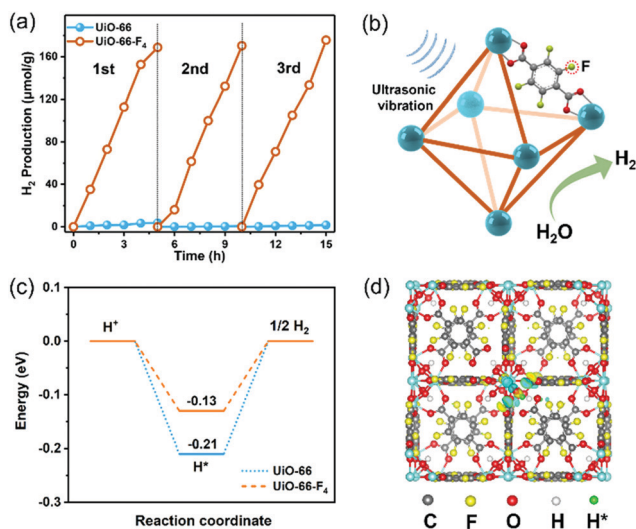 (a)
UiO-66
UiO-66-F₄
1st
2nd
3rd
H₂ Production (μmol/g)
160
120
80
40
0
0
3
6
9
12
15
Time (h)
(b)
Ultrasonic
vibration
F
H₂
H₂O
(c)
0.1
0.0
-0.1
-0.2
-0.3
Energy (eV)
H⁺
1/2 H₂
-0.13
-0.21
H*
UiO-66
UiO-66-F₄
Reaction coordinate
(d)
C
F
O
H
H*